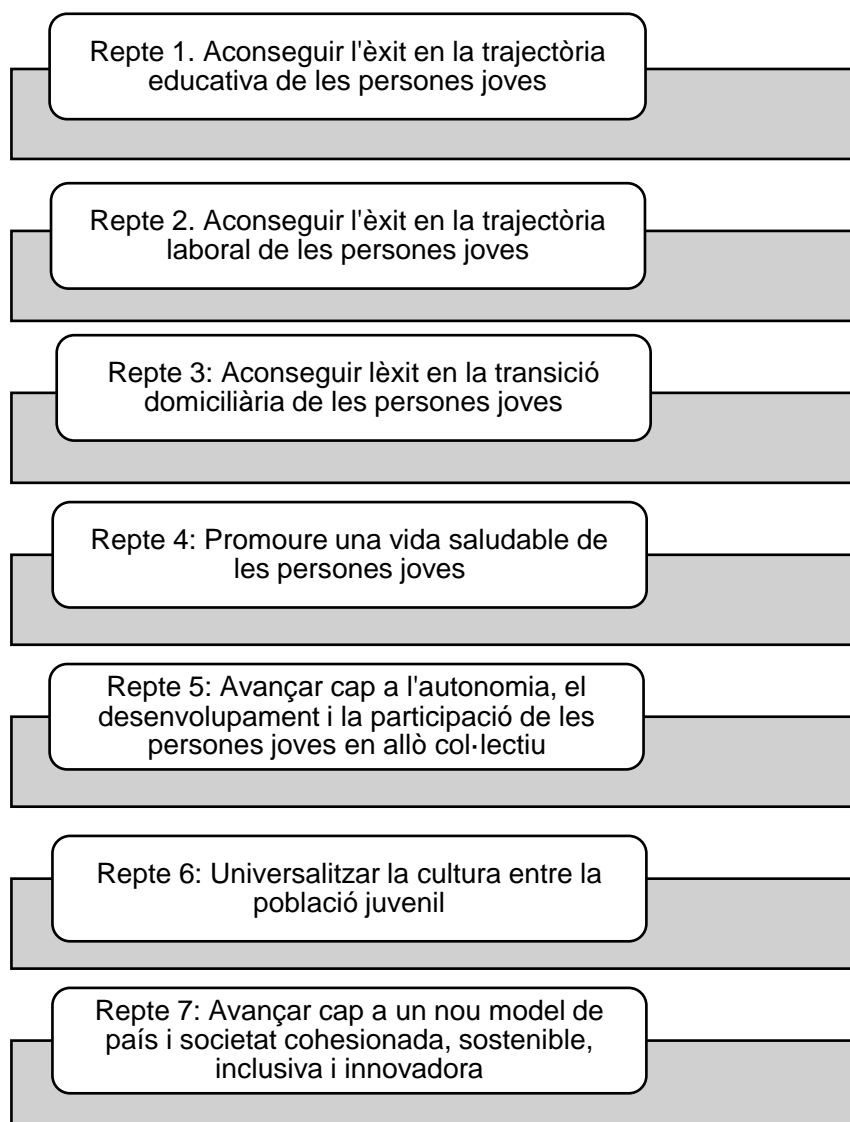 Repte 1. Aconseguir l'èxit en la trajectòria
educativa de les persones joves
Repte 2. Aconseguir l'èxit en la trajectòria
laboral de les persones joves
Repte 3: Aconseguir lèxit en la transició
domiciliària de les persones joves
Repte 4: Promoure una vida saludable de
les persones joves
Repte 5: Avançar cap a l'autonomia, el
desenvolupament i la participació de les
persones joves en allò col·lectiu
Repte 6: Universalitzar la cultura entre la
població juvenil
Repte 7: Avançar cap a un nou model de
país i societat cohesionada, sostenible,
inclusiva i innovadora